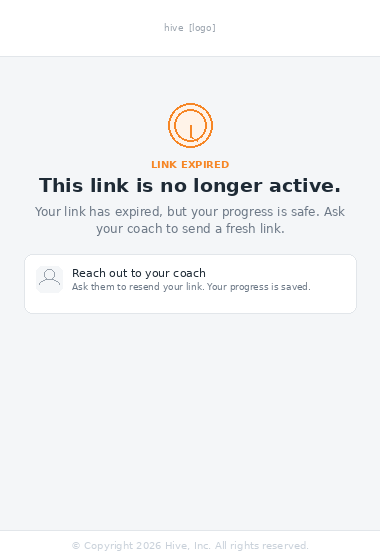 hive [logo]
LINK EXPIRED
This link is no longer active.
Your link has expired, but your progress is safe. Ask
your coach to send a fresh link.
Reach out to your coach
Ask them to resend your link. Your progress is saved.
© Copyright 2026 Hive, Inc. All rights reserved.